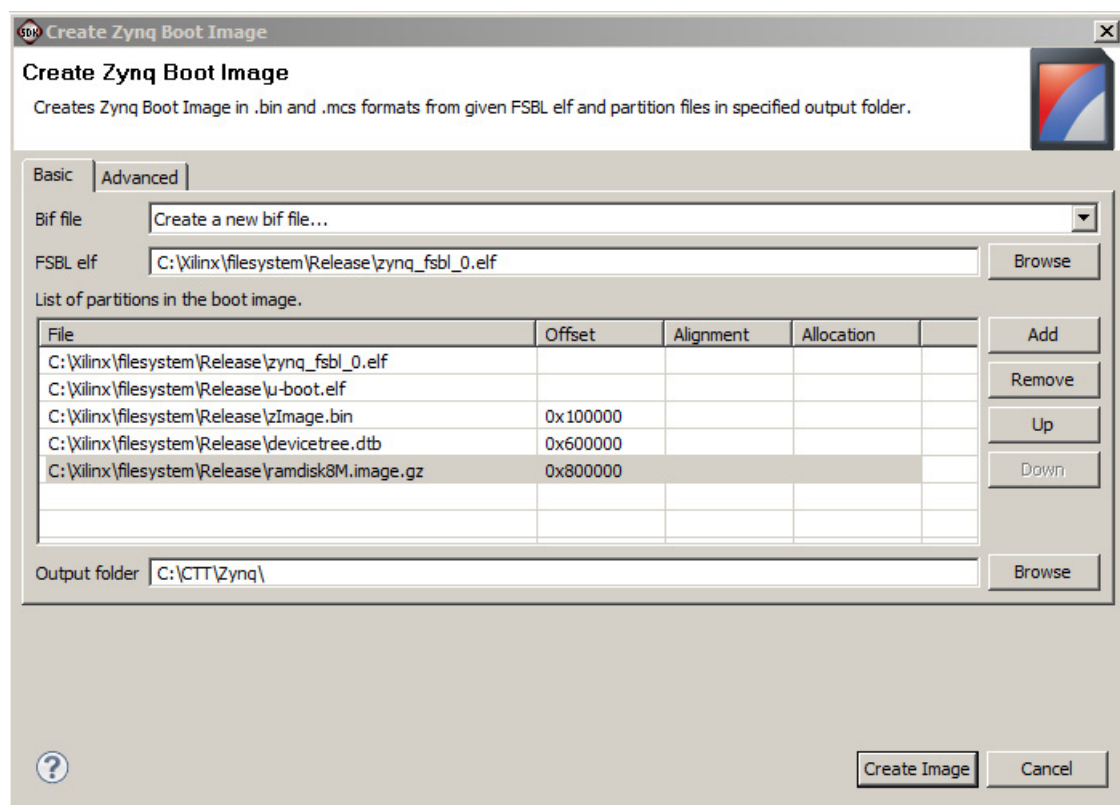 SDK Create Zynq Boot Image
Create Zynq Boot Image
Creates Zynq Boot Image in .bin and .mcs formats from given FSBL elf and partition files in specified output folder.
Basic Advanced
Bif file Create a new bif file...
FSBL elf C:\Xilinx\filesystem\Release\zynq_fsbl_0.elf Browse
List of partitions in the boot image.
File Offset Alignment Allocation Add
C:\Xilinx\filesystem\Release\zynq_fsbl_0.elf
C:\Xilinx\filesystem\Release\u-boot.elf Remove
C:\Xilinx\filesystem\Release\zImage.bin 0x100000 Up
C:\Xilinx\filesystem\Release\devicetree.dtb 0x600000
C:\Xilinx\filesystem\Release\ramdisk8M.image.gz 0x800000 Down
Output folder C:\CTT\Zynq\ Browse
? Create Image Cancel